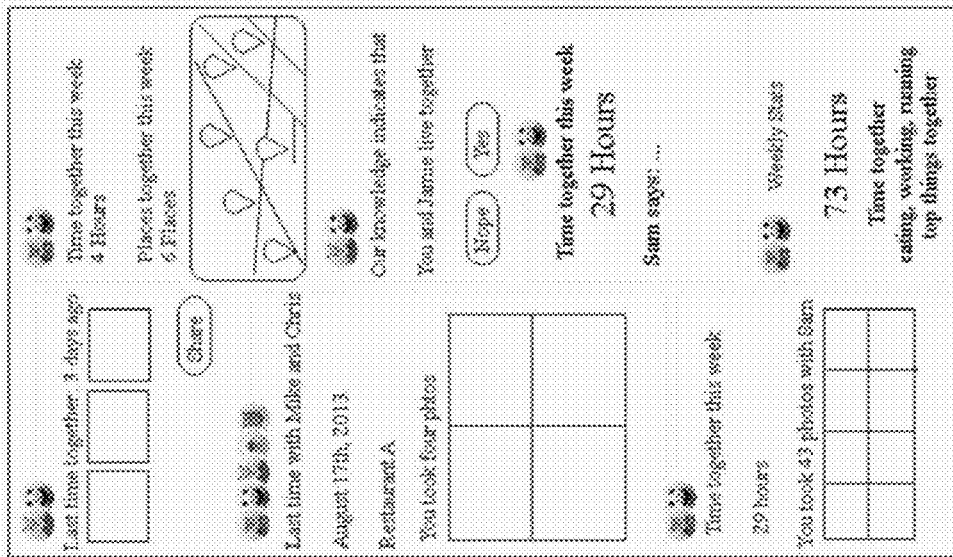 Last time together 3 days ago
Share
Last time with Mike and Chris
August 17th, 2013
Restaurant A
You took four phtos
Time together this week
29 hours
You took 43 photos with Sam
Time together this week
4 Hours
Places together this week
6 Places
Our knowledge indicates that
You and Jamie live together
Nope
Yes
Time together this week
29 Hours
Sam says: ...
Weekly Stats
73 Hours
Time together
eating, working, running
top things together